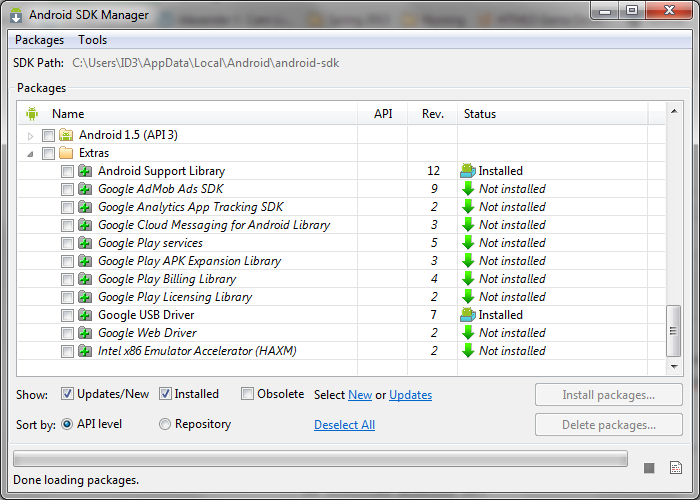 Android SDK Manager
Packages Tools
SDK Path: C:\Users\ID3\AppData\Local\Android\android-sdk
Packages
Name API Rev. Status
Android 1.5 (API 3)
Extras
Android Support Library 12 Installed
Google AdMob Ads SDK 9 Not installed
Google Analytics App Tracking SDK 2 Not installed
Google Cloud Messaging for Android Library 3 Not installed
Google Play services 5 Not installed
Google Play APK Expansion Library 3 Not installed
Google Play Billing Library 4 Not installed
Google Play Licensing Library 2 Not installed
Google USB Driver 7 Installed
Google Web Driver 2 Not installed
Intel x86 Emulator Accelerator (HAXM) 2 Not installed
Show: Updates/New Installed Obsolete Select New or Updates Install packages...
Sort by: API level Repository Deselect All Delete packages...
Done loading packages.